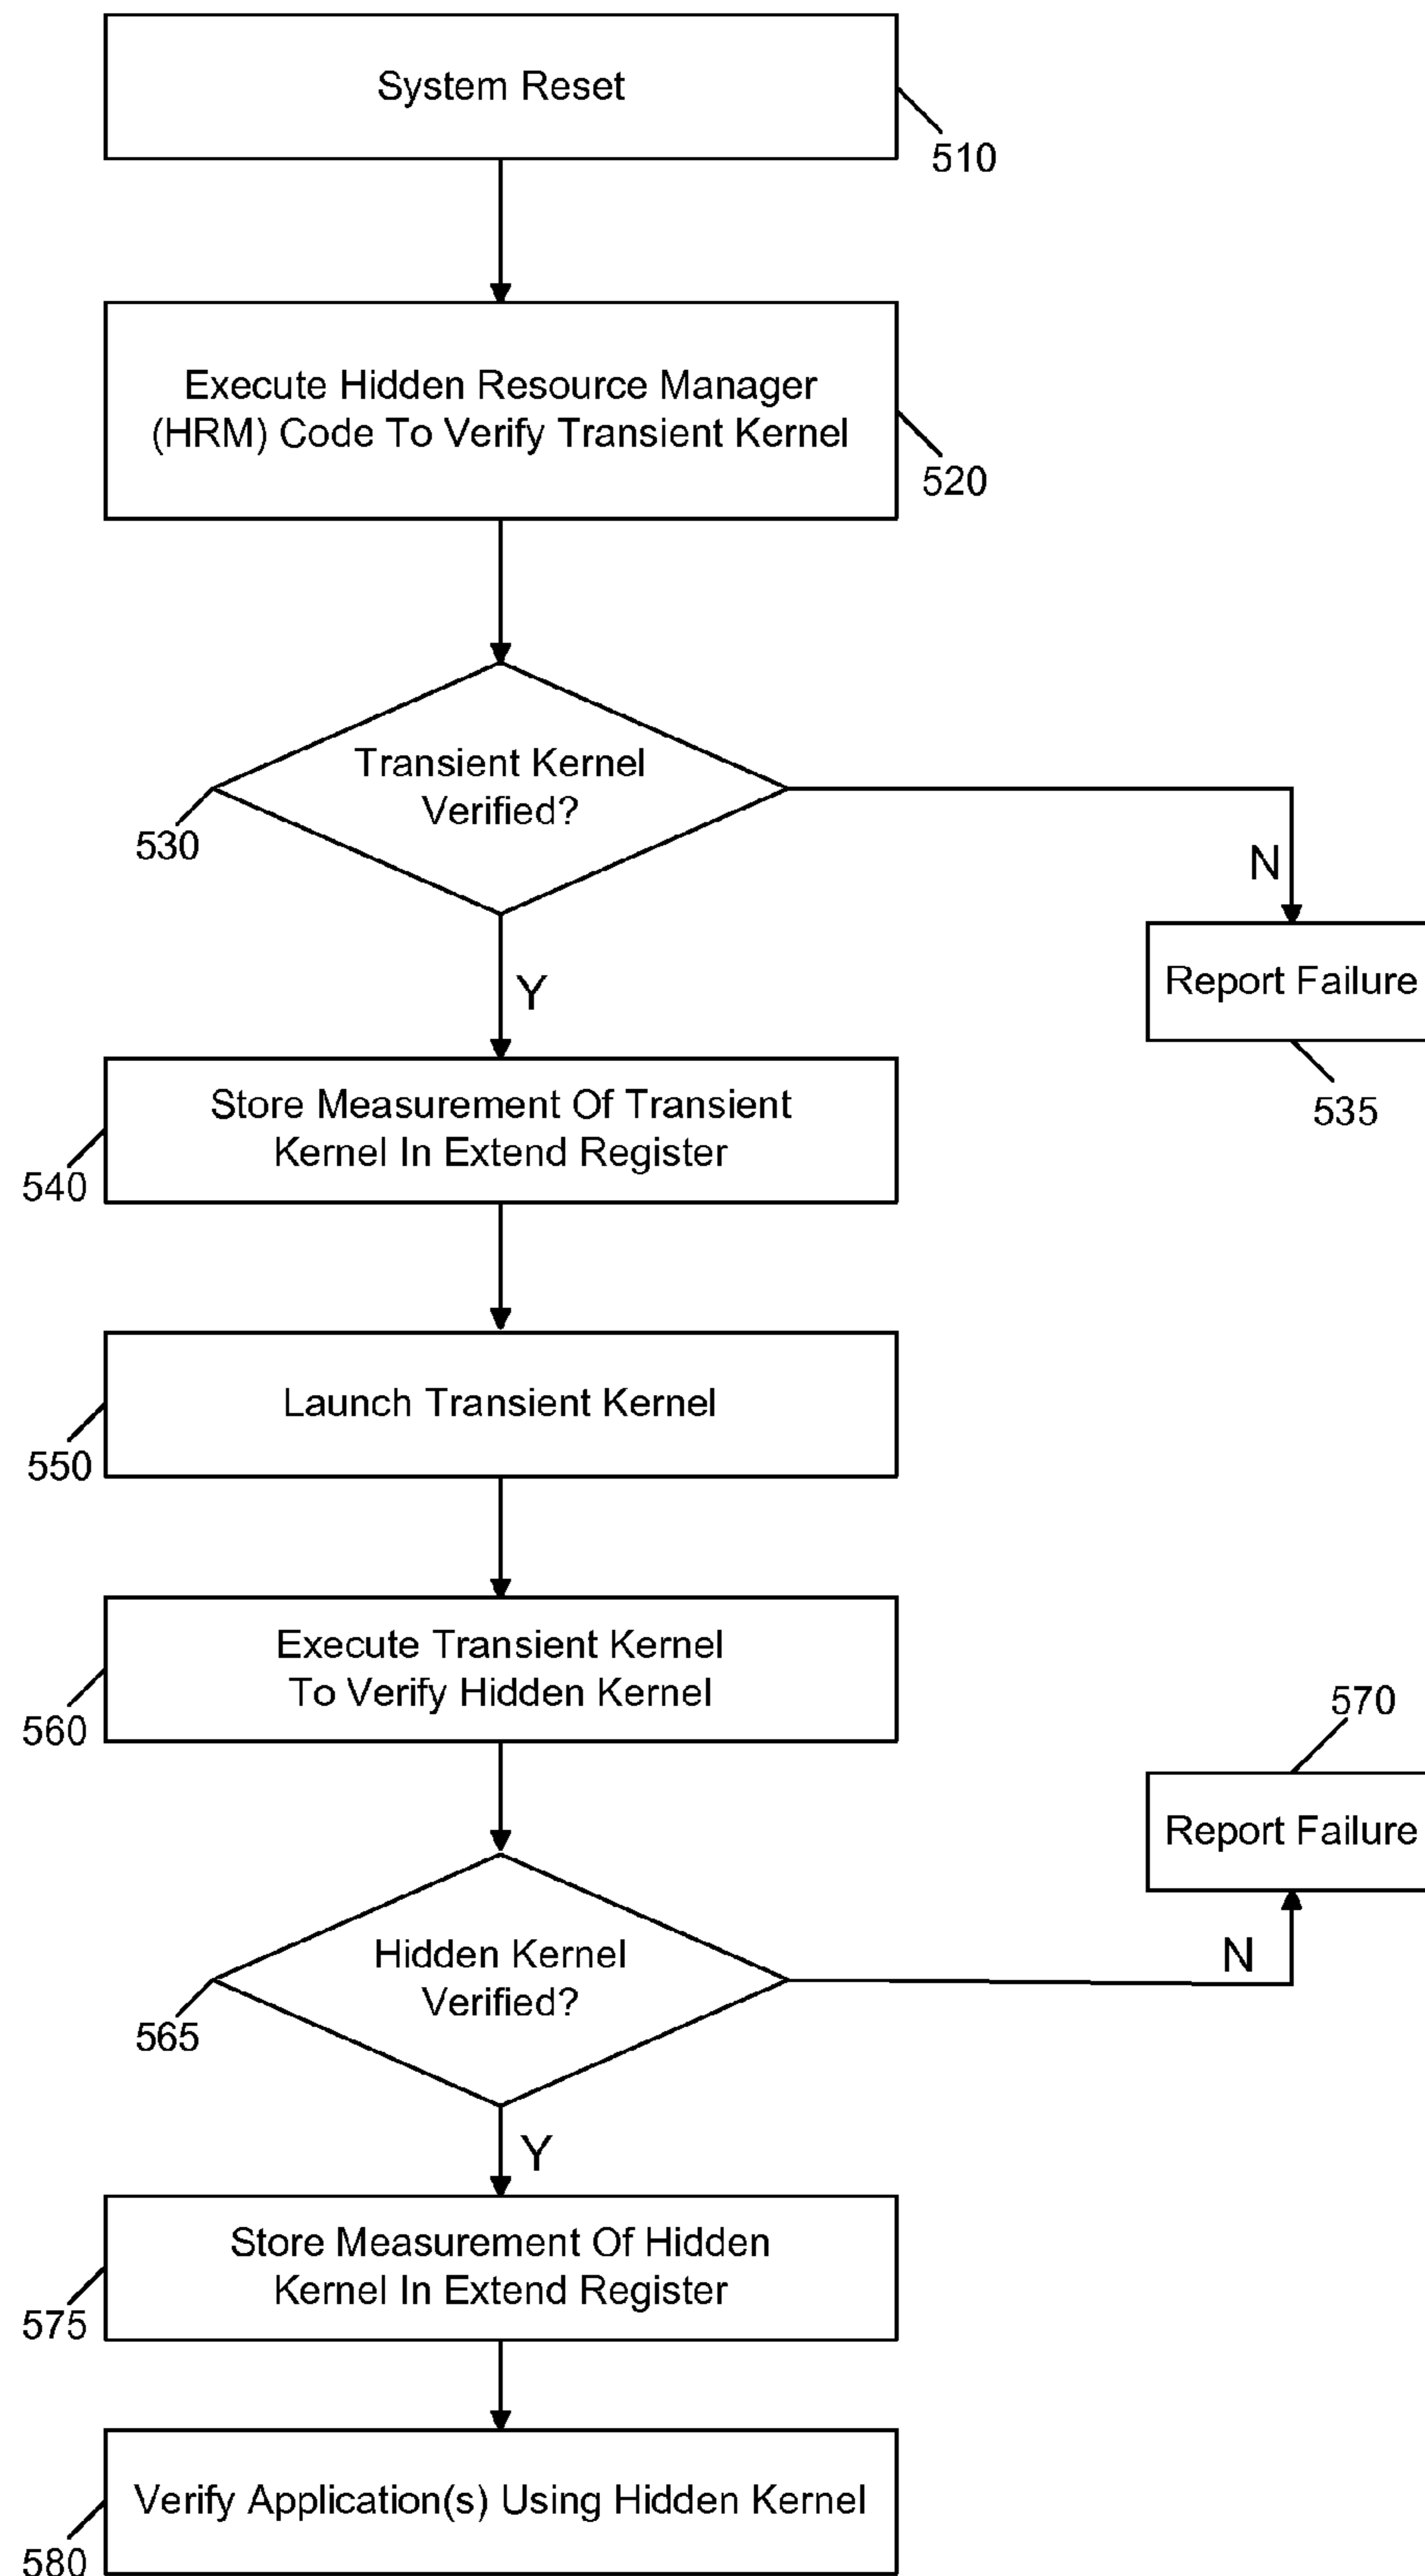 System Reset
510
Execute Hidden Resource Manager
(HRM) Code To Verify Transient Kernel
520
Transient Kernel
Verified?
530
N
Y
Report Failure
535
Store Measurement Of Transient
Kernel In Extend Register
540
Launch Transient Kernel
550
Execute Transient Kernel
To Verify Hidden Kernel
560
570
Report Failure
Hidden Kernel
Verified?
N
565
Y
Store Measurement Of Hidden
Kernel In Extend Register
575
Verify Application(s) Using Hidden Kernel
580